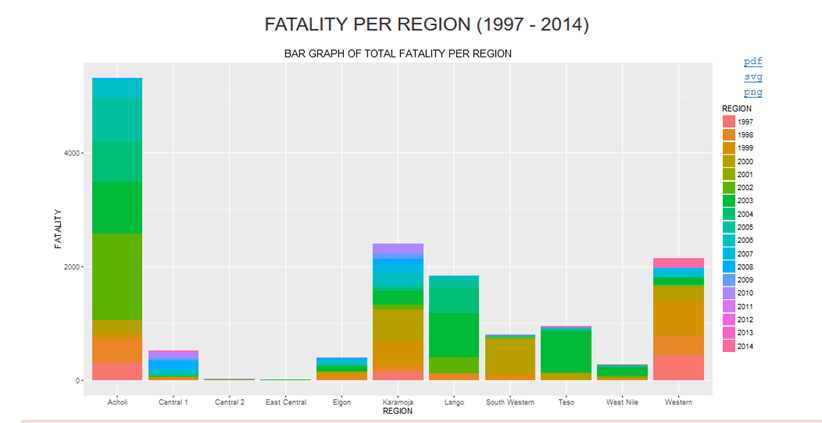 FATALITY PER REGION (1997 - 2014)
BAR GRAPH OF TOTAL FATALITY PER REGION
pdf
svg
png
REGION
1997
1998
1999
2000
2001
2002
2003
2004
2005
2006
2007
2008
2009
2010
2011
2012
2013
2014
FATALITY
4000
2000
0
Acholi Central 1 Central 2 East Central Elgon Karamoja Lango South Western Teso West Nile Western
REGION